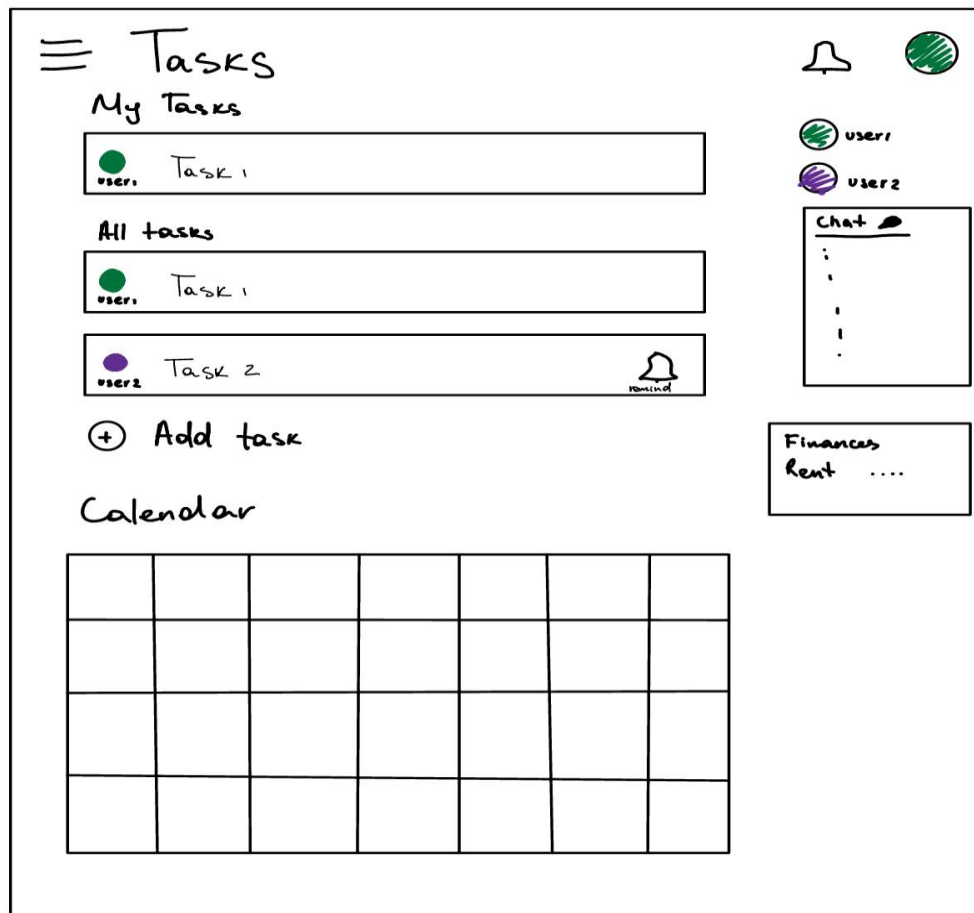 Tasks
My Tasks
user1 Task 1
All tasks
user1 Task 1
user2 Task 2
remind
+ Add task
Calendar
user1
user2
Chat
Finances
Rent ....